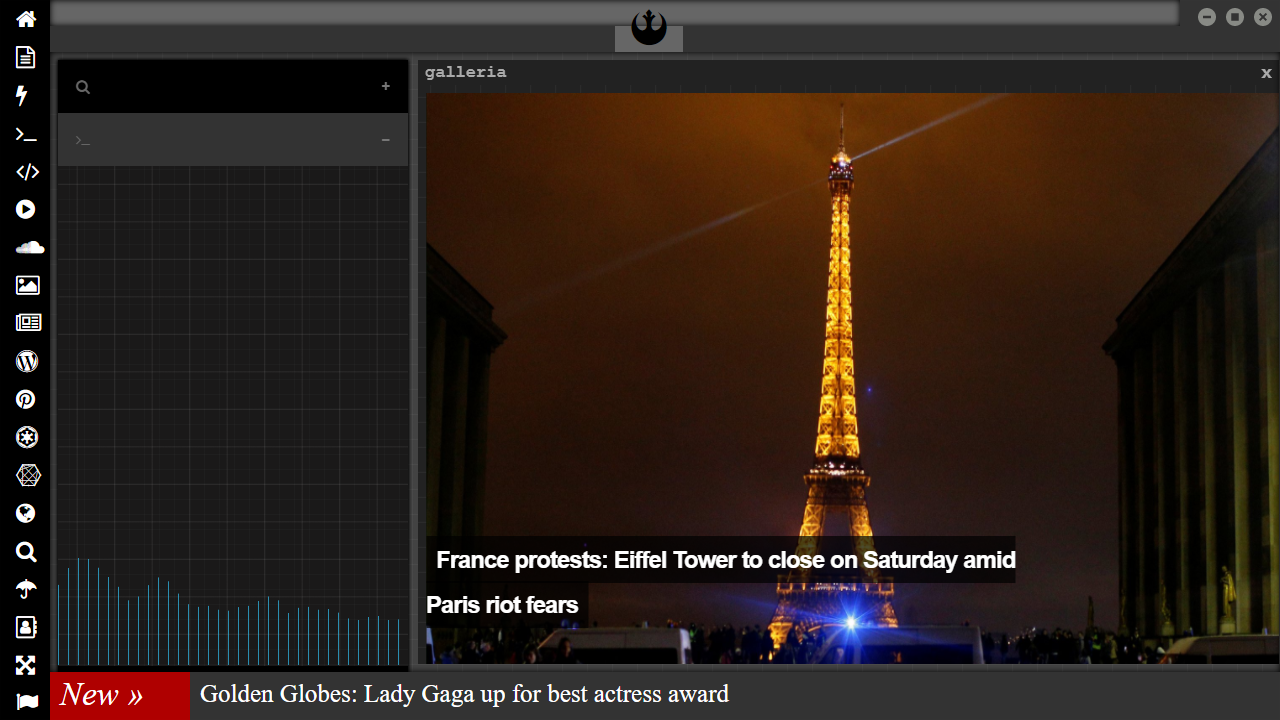 galleria
x
France protests: Eiffel Tower to close on Saturday amid
Paris riot fears
New »
Golden Globes: Lady Gaga up for best actress award